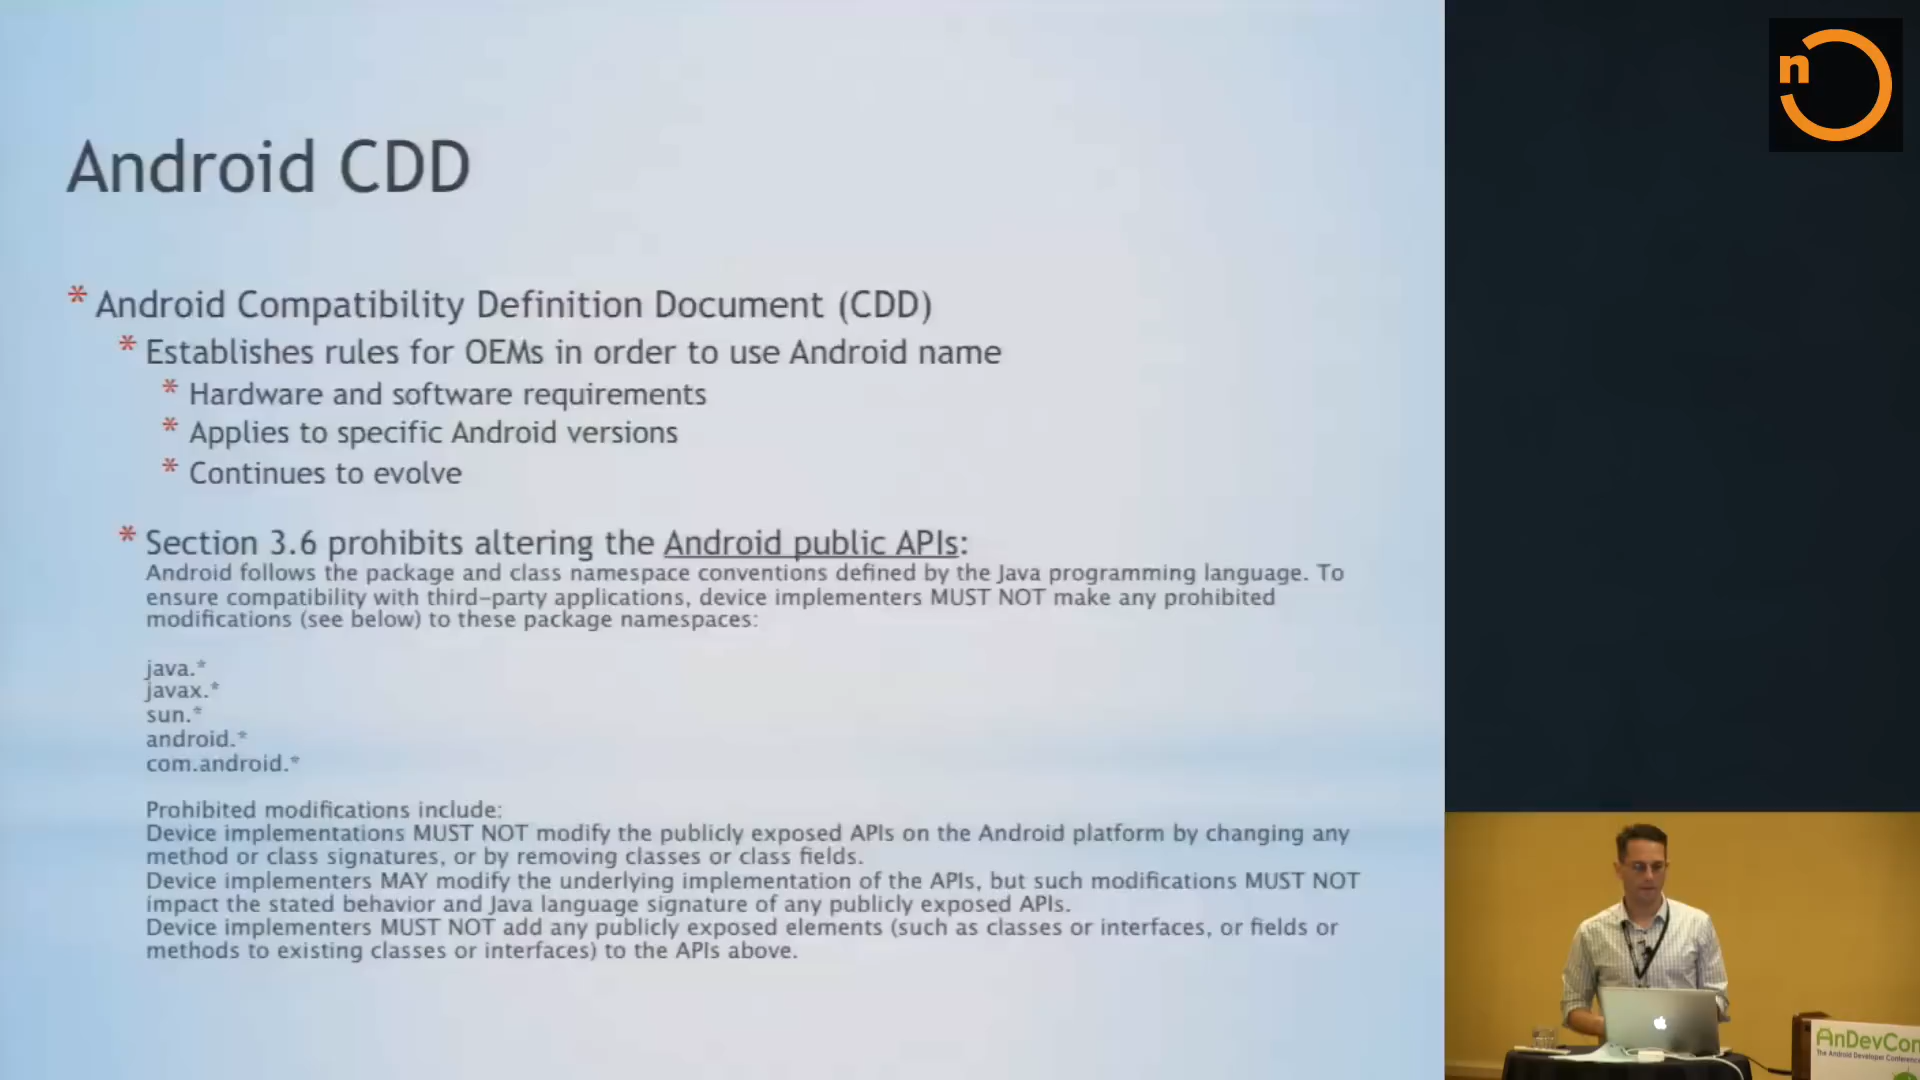 n
Android CDD
* Android Compatibility Definition Document (CDD)
* Establishes rules for OEMs in order to use Android name
* Hardware and software requirements
* Applies to specific Android versions
* Continues to evolve
* Section 3.6 prohibits altering the Android public APIs:
Android follows the package and class namespace conventions defined by the Java programming language. To
ensure compatibility with third-party applications, device implementers MUST NOT make any prohibited
modifications (see below) to these package namespaces:
java.*
javax.*
sun.*
android.*
com.android.*
Prohibited modifications include:
Device implementations MUST NOT modify the publicly exposed APIs on the Android platform by changing any
method or class signatures, or by removing classes or class fields.
Device implementers MAY modify the underlying implementation of the APIs, but such modifications MUST NOT
impact the stated behavior and Java language signature of any publicly exposed APIs.
Device implementers MUST NOT add any publicly exposed elements (such as classes or interfaces, or fields or
methods to existing classes or interfaces) to the APIs above.
AnDevCon
The Android Developer Conference